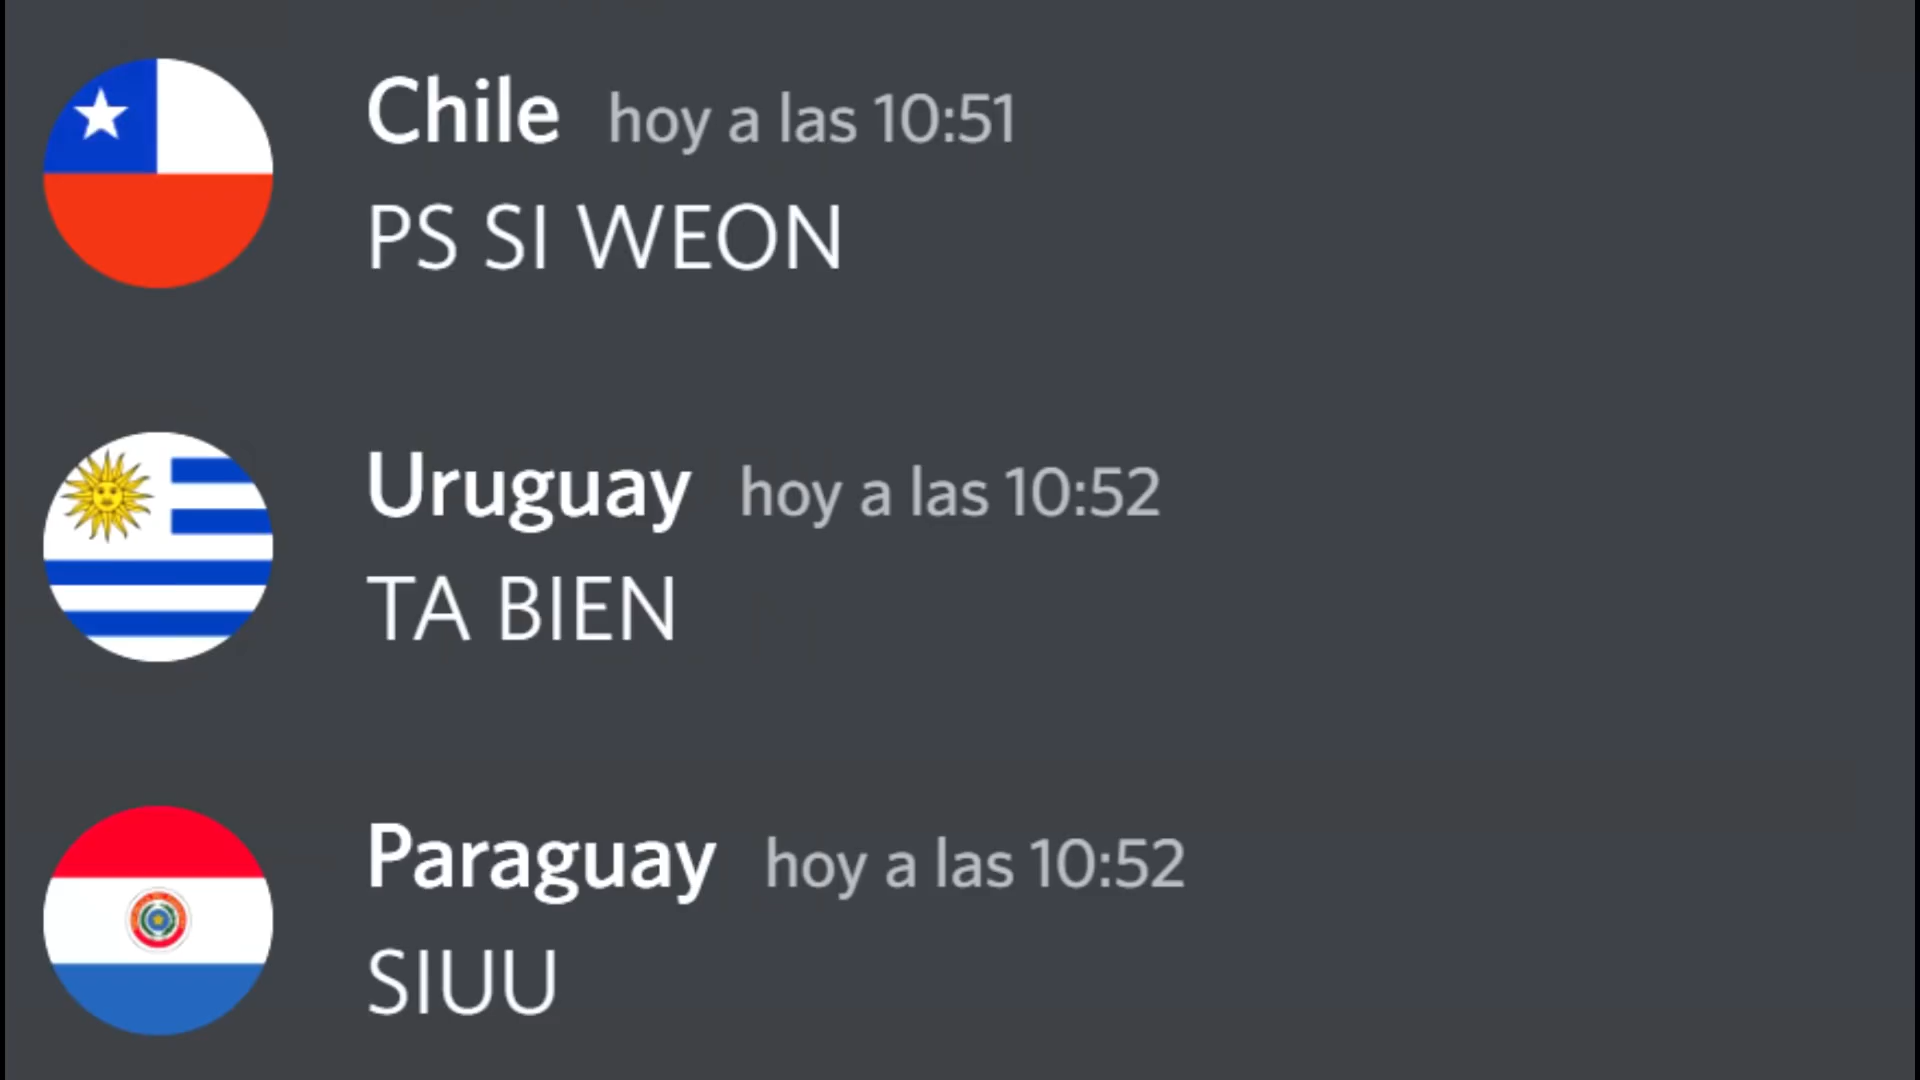 Chile hoy a las 10:51
PS SI WEON
Uruguay hoy a las 10:52
TA BIEN
Paraguay hoy a las 10:52
SIUU